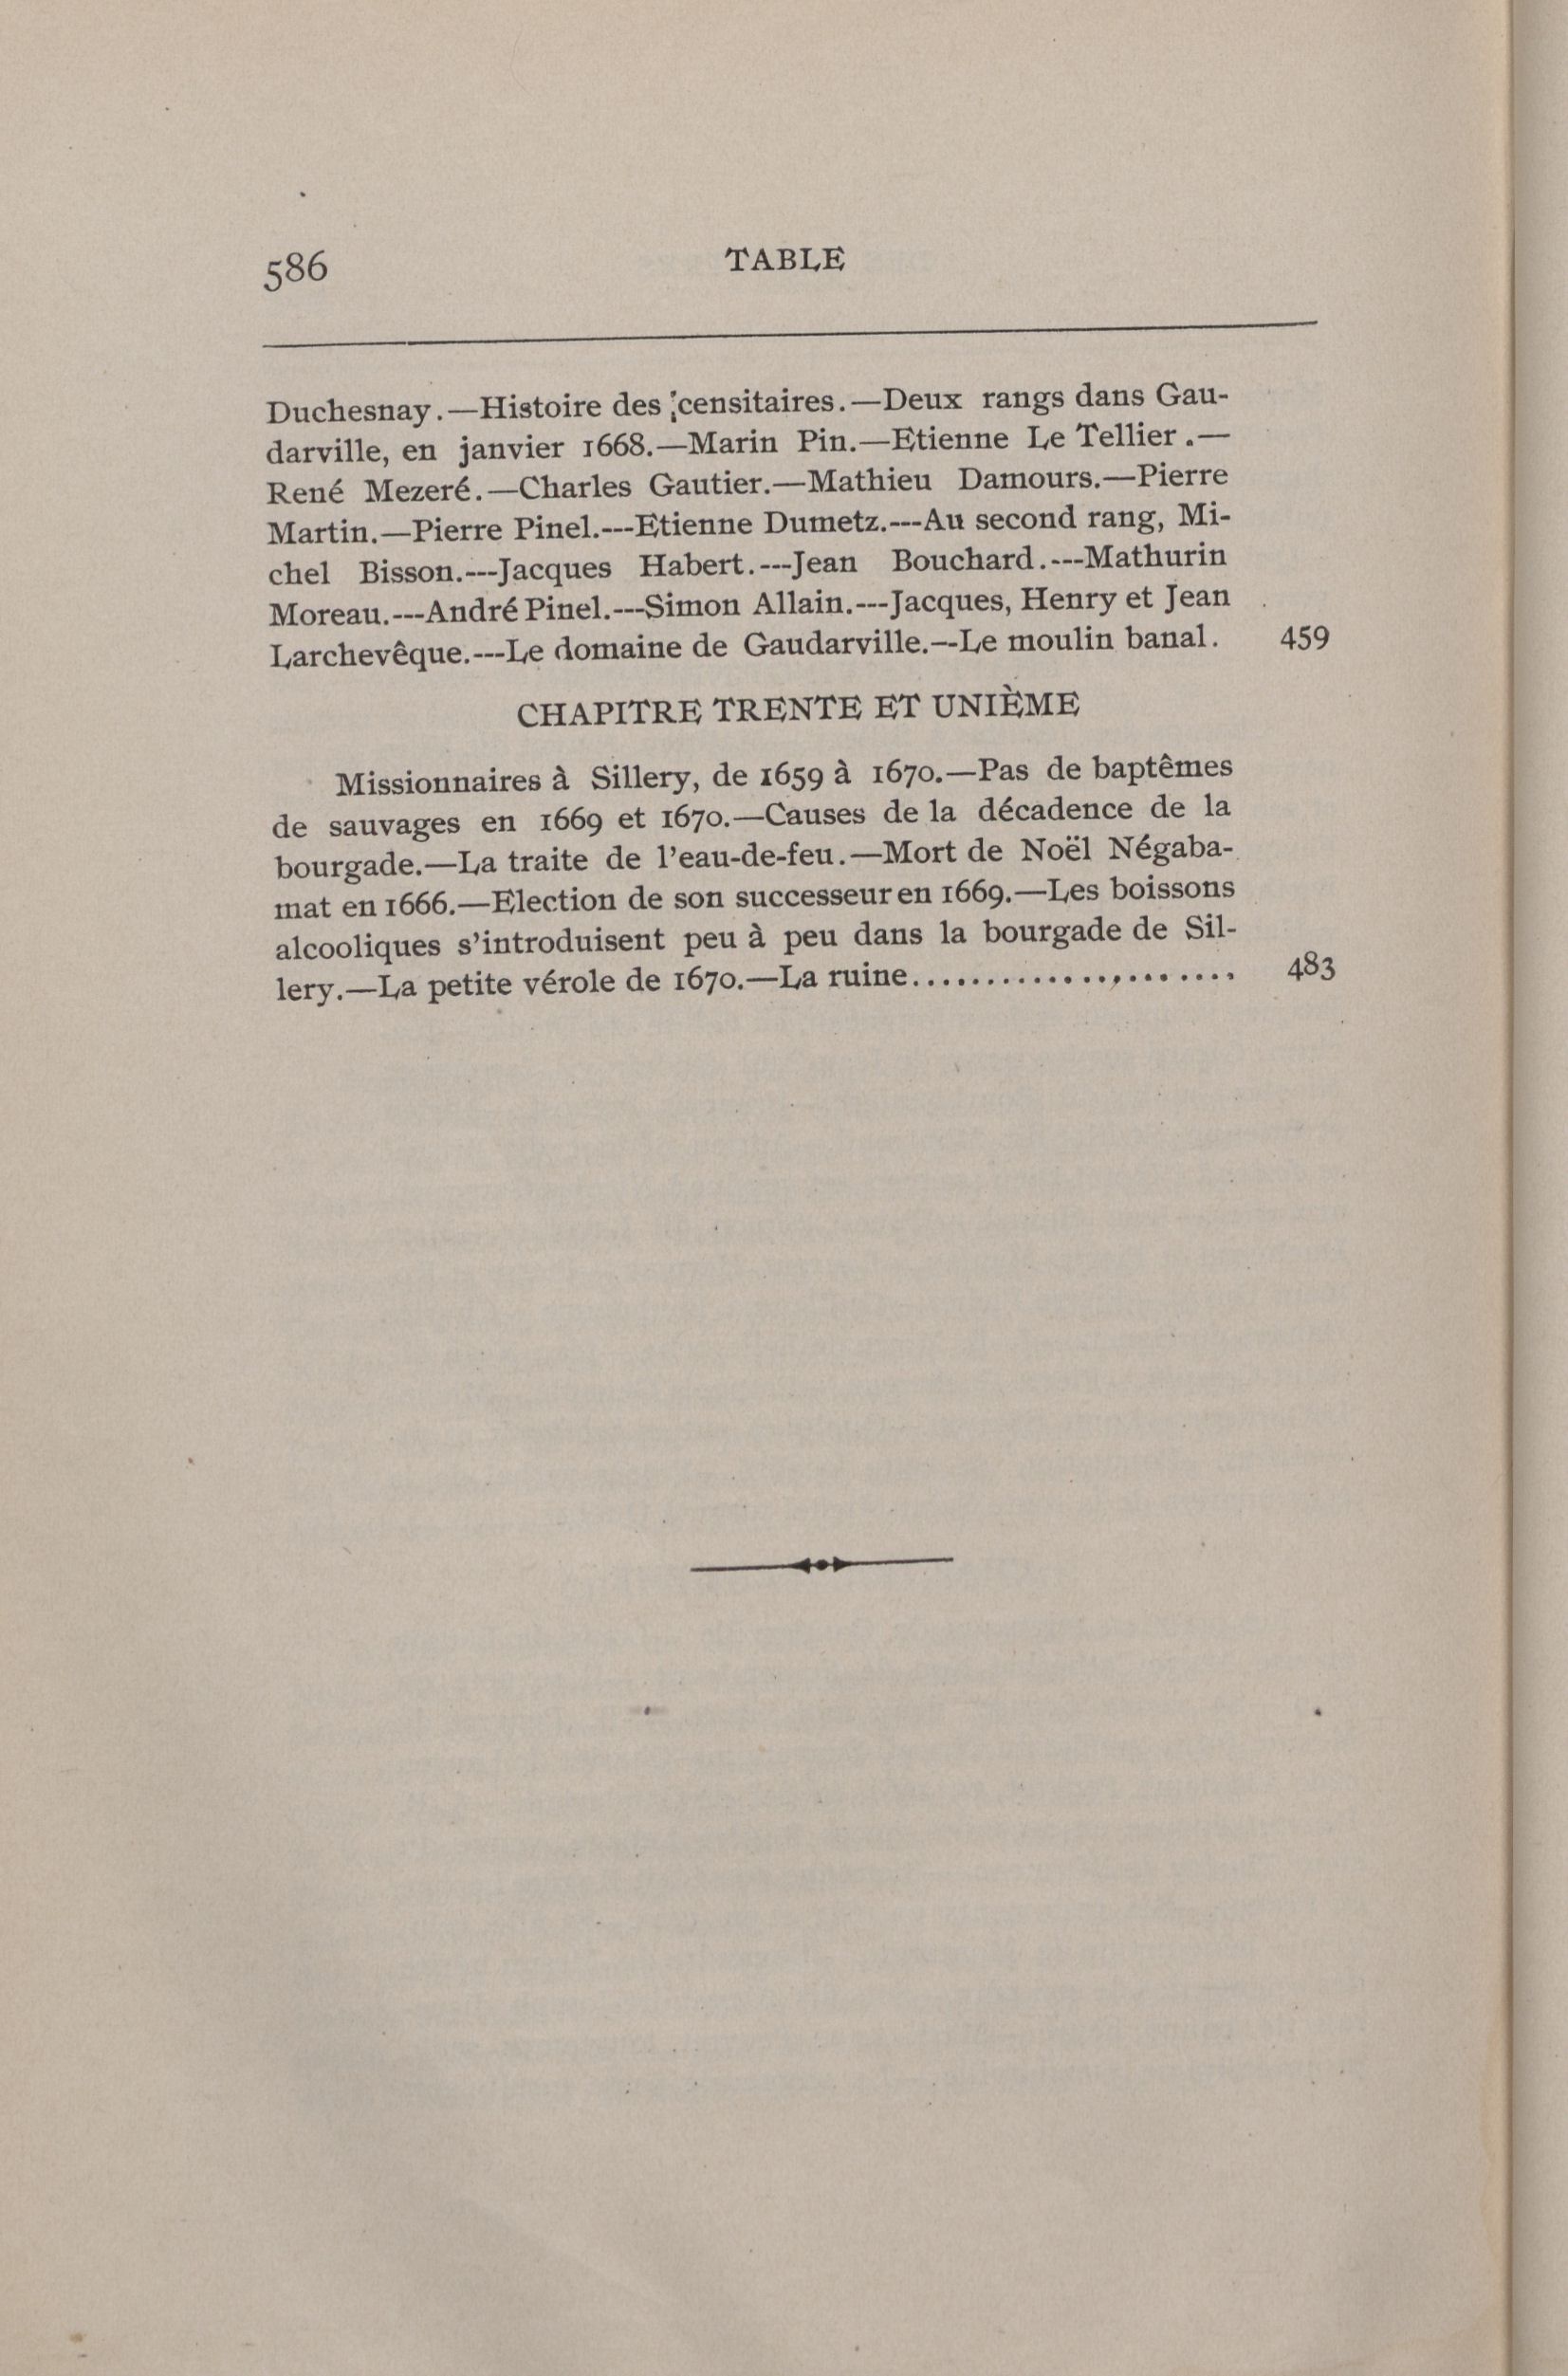 586
TABLE
Duchesnay.—Histoire des censitaires.—Deux rangs dans Gau-
darville, en janvier 1668.—Marin Pin.—Etienne Le Tellier.—
René Mezeré.—Charles Gautier.—Mathieu Damours.—Pierre
Martin.—Pierre Pinel.---Etienne Dumetz.---Au second rang, Mi-
chel Bisson.---Jacques Habert.---Jean Bouchard.---Mathurin
Moreau.---André Pinel.---Simon Allain.---Jacques, Henry et Jean
Larchevêque.---Le domaine de Gaudarville.--Le moulin banal. 459
CHAPITRE TRENTE ET UNIÈME
Missionnaires à Sillery, de 1659 à 1670.—Pas de baptêmes
de sauvages en 1669 et 1670.—Causes de la décadence de la
bourgade.—La traite de l'eau-de-feu.—Mort de Noël Négaba-
mat en 1666.—Election de son successeur en 1669.—Les boissons
alcooliques s'introduisent peu à peu dans la bourgade de Sil-
lery.—La petite vérole de 1670.—La ruine...................... 483